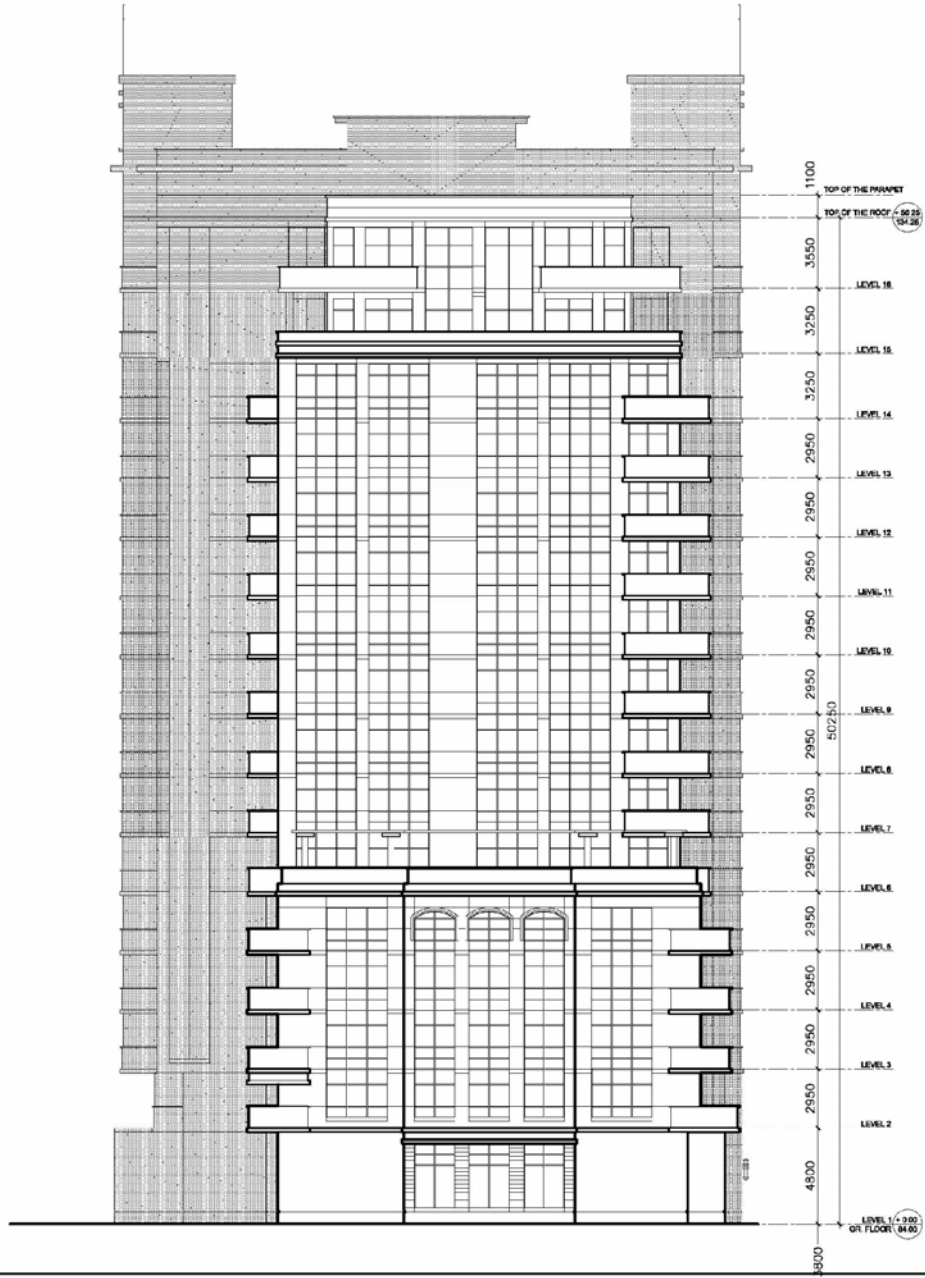 1100
TOP OF THE PARAPET
TOP OF THE ROOF + 50.25
134.25
3550
LEVEL 16
3250
LEVEL 15
3250
LEVEL 14
2950
LEVEL 13
2950
LEVEL 12
2950
LEVEL 11
2950
LEVEL 10
2950
LEVEL 9
50250
2950
LEVEL 8
2950
LEVEL 7
2950
LEVEL 6
2950
LEVEL 5
2950
LEVEL 4
2950
LEVEL 3
2950
LEVEL 2
4800
LEVEL 1 + 0.00
GR. FLOOR 84.00